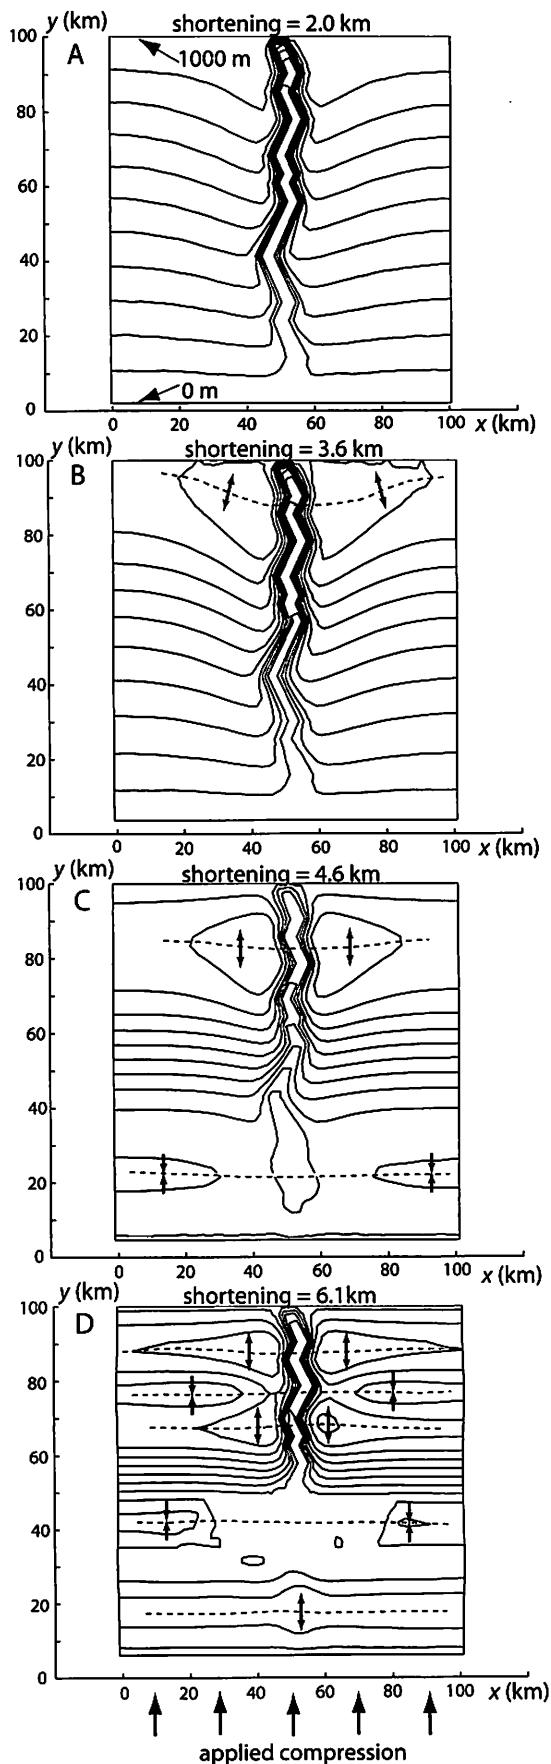 y (km)
shortening = 2.0 km
100
A
1000 m
80
60
40
20
0 m
0
0 20 40 60 80 100 x (km)
y (km)
shortening = 3.6 km
100
B
80
60
40
20
0
0 20 40 60 80 100 x (km)
y (km)
shortening = 4.6 km
100
C
80
60
40
20
0
0 20 40 60 80 100 x (km)
y (km)
shortening = 6.1km
100
D
80
60
40
20
0
0 20 40 60 80 100 x (km)
applied compression